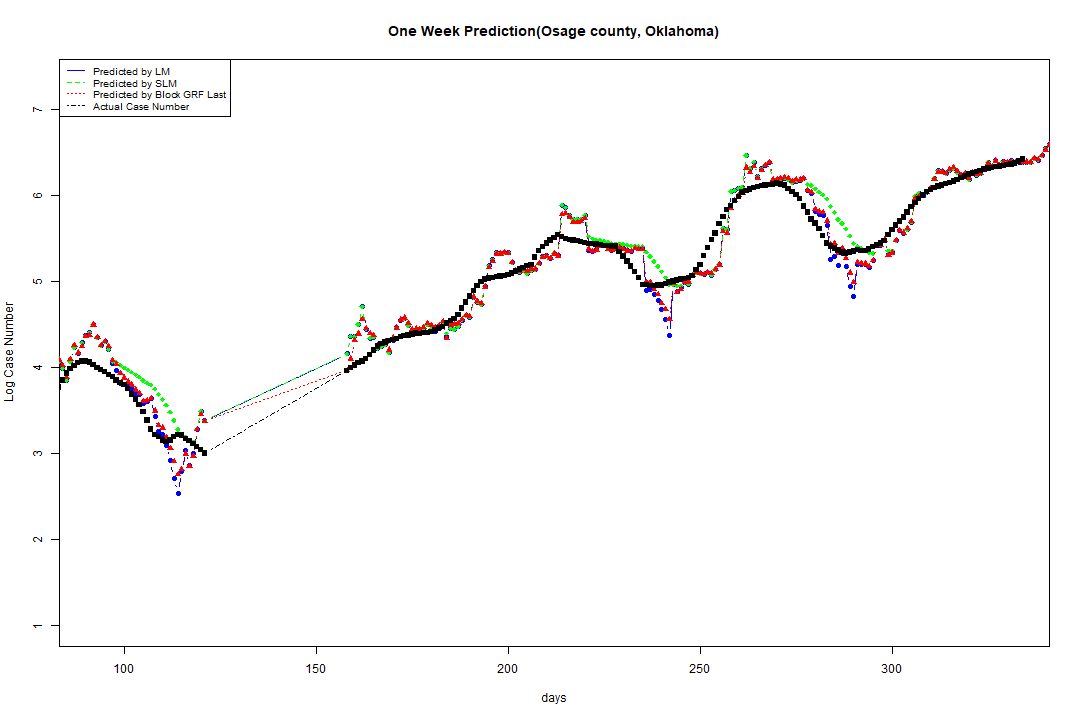 One Week Prediction(Osage county, Oklahoma)
Predicted by LM
Predicted by SLM
Predicted by Block GRF Last
Actual Case Number
7
6
5
4
3
2
1
Log Case Number
100 150 200 250 300
days